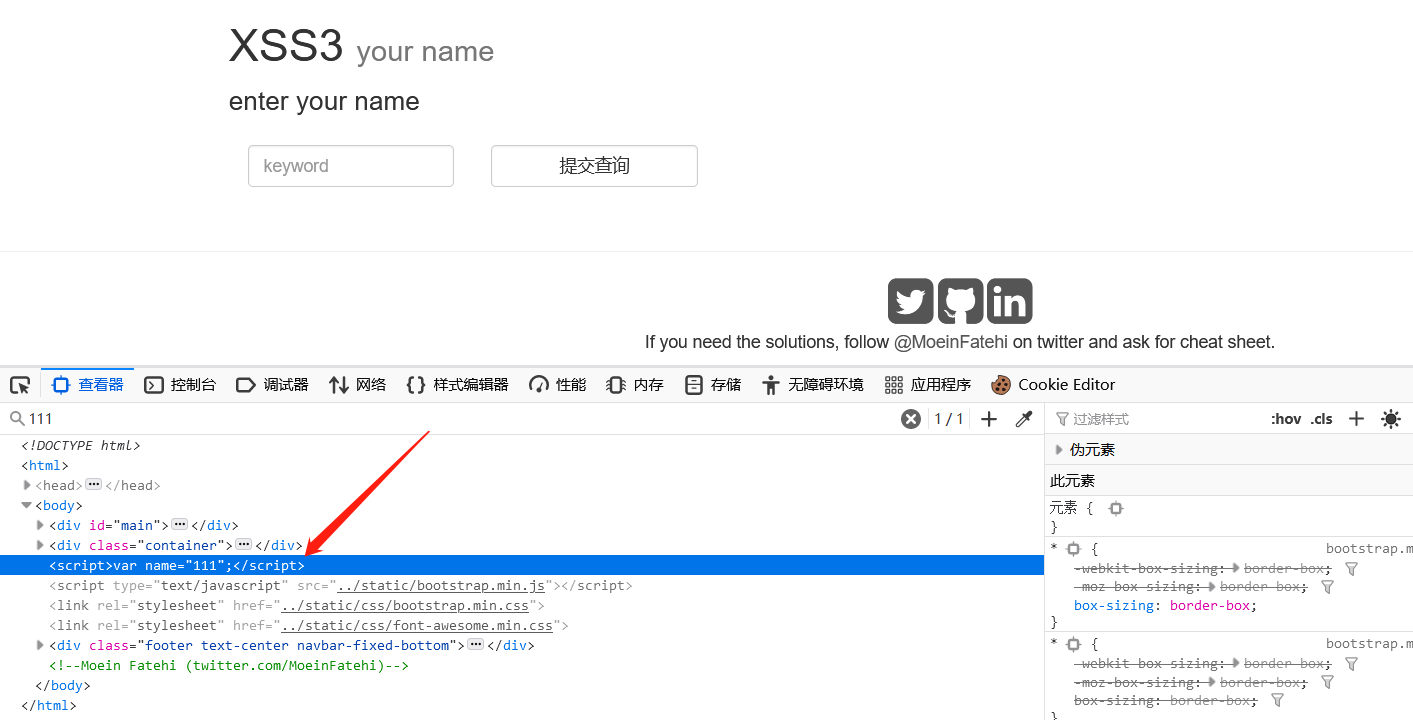 XSS3 your name
enter your name
keyword
提交查询
If you need the solutions, follow @MoeinFatehi on twitter and ask for cheat sheet.
查看器 控制台 调试器 网络 样式编辑器 性能 内存 存储 无障碍环境 应用程序 Cookie Editor
111
1 / 1
过滤样式
:hov .cls
<!DOCTYPE html>
<html>
<head> ••• </head>
<body>
<div id="main"> ••• </div>
<div class="container"> ••• </div>
<script>var name="111";</script>
<script type="text/javascript" src="../static/bootstrap.min.js"></script>
<link rel="stylesheet" href="../static/css/bootstrap.min.css">
<link rel="stylesheet" href="../static/css/font-awesome.min.css">
<div class="footer text-center navbar-fixed-bottom"> ••• </div>
<!--Moein Fatehi (twitter.com/MoeinFatehi)-->
</body>
</html>
伪元素
此元素
元素 {
}
* { bootstrap.m
-webkit-box-sizing: border-box;
-moz-box-sizing: border-box;
box-sizing: border-box;
}
* { bootstrap.m
-webkit-box-sizing: border-box;
-moz-box-sizing: border-box;
box-sizing: border-box;
}